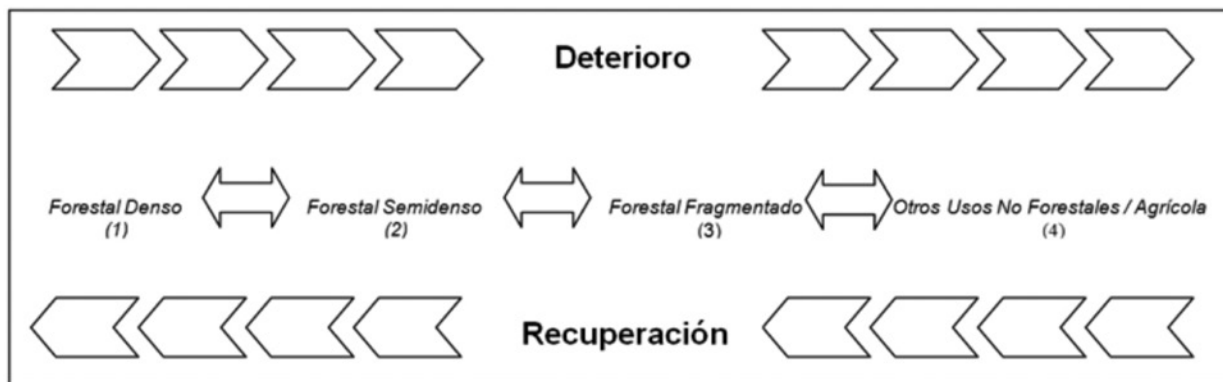 Deterioro
Forestal Denso
(1)
Forestal Semidenso
(2)
Forestal Fragmentado
(3)
Otros Usos No Forestales / Agrícola
(4)
Recuperación